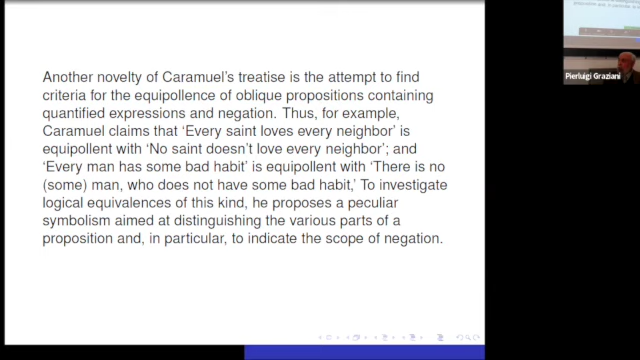 Another novelty of Caramuel's treatise is the attempt to find
criteria for the equipollence of oblique propositions containing
quantified expressions and negation. Thus, for example,
Caramuel claims that 'Every saint loves every neighbor' is
equipollent with 'No saint doesn't love every neighbor'; and
'Every man has some bad habit' is equipollent with 'There is no
(some) man, who does not have some bad habit,' To investigate
logical equivalences of this kind, he proposes a peculiar
symbolism aimed at distinguishing the various parts of a
proposition and, in particular, to indicate the scope of negation.
Pierluigi Graziani